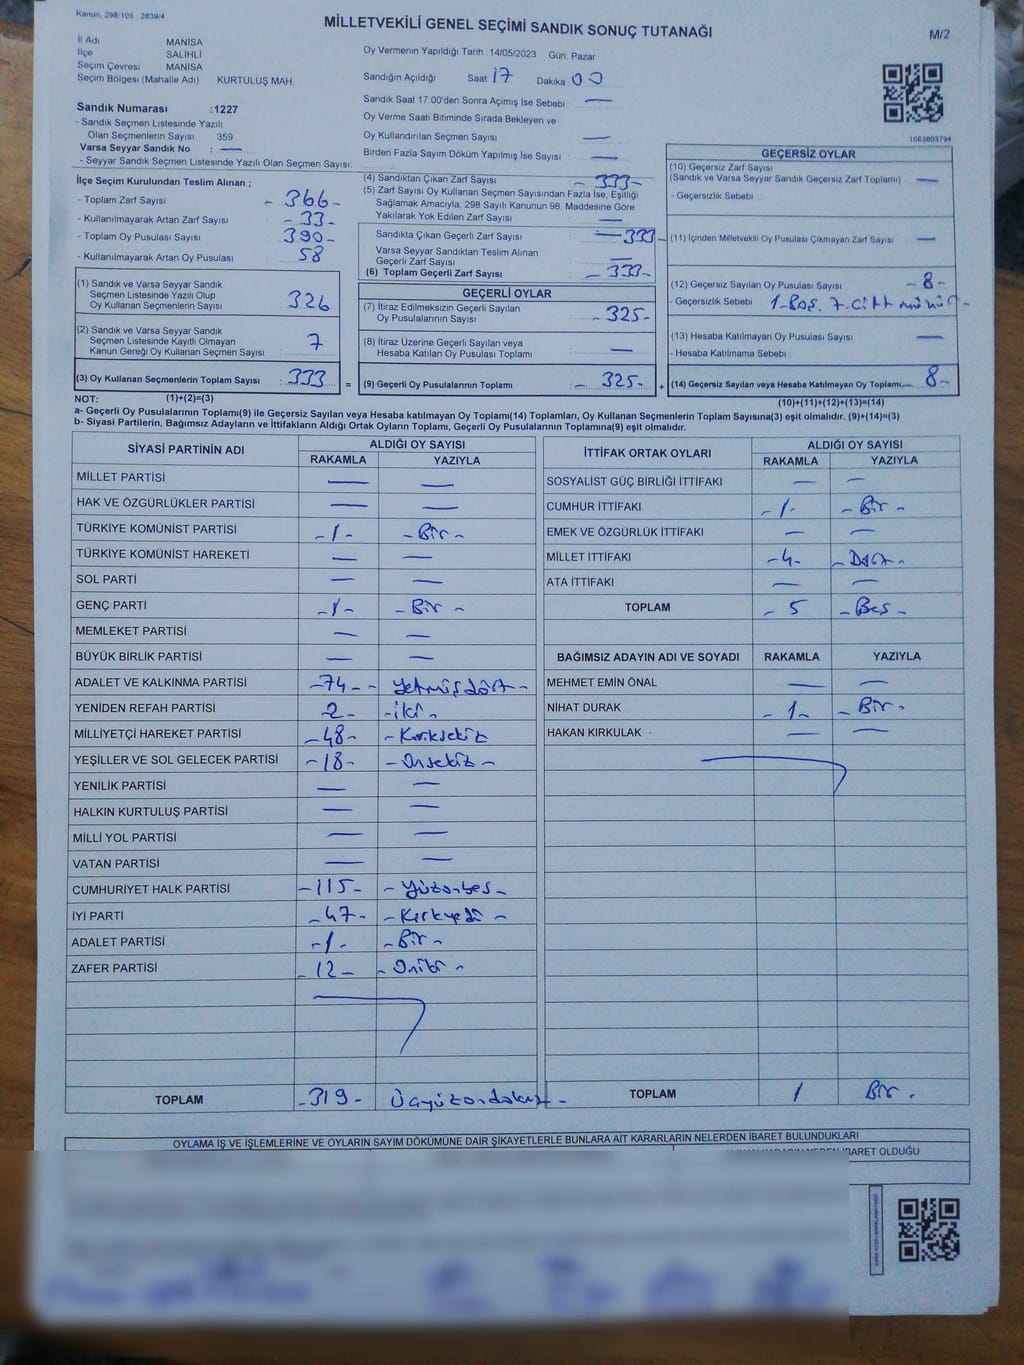 Kanun, 298/105 , 2839/4
MİLLETVEKİLİ GENEL SEÇİMİ SANDIK SONUÇ TUTANAĞI
M/2
İl Adı MANİSA
İlçe SALİHLİ
Seçim Çevresi MANİSA
Seçim Bölgesi (Mahalle Adı) KURTULUŞ MAH
Sandık Numarası :1227
- Sandık Seçmen Listesinde Yazılı
Olan Seçmenlerin Sayısı 359
Varsa Seyyar Sandık No : —
- Seyyar Sandık Seçmen Listesinde Yazılı Olan Seçmen Sayısı
Oy Vermenin Yapıldığı Tarih 14/05/2023 Gün: Pazar
Sandığın Açıldığı Saat 17 Dakika 00
Sandık Saat 17:00'den Sonra Açımış İse Sebebi : —
Oy Verme Saati Bitiminde Sırada Bekleyen ve
Oy Kullandırılan Seçmen Sayısı —
Birden Fazla Sayım Döküm Yapılmış İse Sayısı : —
1083803794
İlçe Seçim Kurulundan Teslim Alınan ;
- Toplam Zarf Sayısı - 366 -
- Kullanılmayarak Artan Zarf Sayısı : - 33 -
- Toplam Oy Pusulası Sayısı : 390 -
- Kullanılmayarak Artan Oy Pusulası : 58
(4) Sandıktan Çıkan Zarf Sayısı - 333 -
(5) Zarf Sayısı Oy Kullanan Seçmen Sayısından Fazla İse, Eşitliği
Sağlamak Amacıyla, 298 Sayılı Kanunun 98. Maddesine Göre
Yakılarak Yok Edilen Zarf Sayısı —
Sandıkta Çıkan Geçerli Zarf Sayısı — 333 -
Varsa Seyyar Sandıktan Teslim Alınan
Geçerli Zarf Sayısı —
(6) Toplam Geçerli Zarf Sayısı - 333 -
GEÇERSİZ OYLAR
(10) Geçersiz Zarf Sayısı
(Sandık ve Varsa Seyyar Sandık Geçersiz Zarf Toplamı) —
- Geçersizlik Sebebi :
(11) İçinden Milletvekili Oy Pusulası Çıkmayan Zarf Sayısı —
(12) Geçersiz Sayılan Oy Pusulası Sayısı - 8 -
- Geçersizlik Sebebi 1-Boş, 7-Çift mühür -
(13) Hesaba Katılmayan Oy Pusulası Sayısı —
- Hesaba Katılmama Sebebi
(1) Sandık ve Varsa Seyyar Sandık
Seçmen Listesinde Yazılı Olup
Oy Kullanan Seçmenlerin Sayısı 326
(2) Sandık ve Varsa Seyyar Sandık
Seçmen Listesinde Kayıtlı Olmayan
Kanun Gereği Oy Kullanan Seçmen Sayısı 7
GEÇERLİ OYLAR
(7) İtiraz Edilmeksizin Geçerli Sayılan
Oy Pusulalarının Sayısı - 325 -
(8) İtiraz Üzerine Geçerli Sayılan veya
Hesaba Katılan Oy Pusulası Toplamı —
(3) Oy Kullanan Seçmenlerin Toplam Sayısı : 333 = (9) Geçerli Oy Pusulalarının Toplamı - 325 - + (14) Geçersiz Sayılan veya Hesaba Katılmayan Oy Toplamı - 8 -
NOT: (1)+(2)=(3) (10)+(11)+(12)+(13)=(14)
a- Geçerli Oy Pusulalarının Toplamı(9) ile Geçersiz Sayılan veya Hesaba katılmayan Oy Toplamı(14) Toplamları, Oy Kullanan Seçmenlerin Toplam Sayısına(3) eşit olmalıdır. (9)+(14)=(3)
b- Siyasi Partilerin, Bağımsız Adayların ve İttifakların Aldığı Ortak Oyların Toplamı, Geçerli Oy Pusulalarının Toplamına(9) eşit olmalıdır.
SİYASİ PARTİNİN ADI ALDIĞI OY SAYISI
RAKAMLA YAZIYLA
MİLLET PARTİSİ — —
HAK VE ÖZGÜRLÜKLER PARTİSİ — —
TÜRKİYE KOMÜNİST PARTİSİ - 1 - - Bir -
TÜRKİYE KOMÜNİST HAREKETİ — —
SOL PARTİ — —
GENÇ PARTİ - 1 - - Bir -
MEMLEKET PARTİSİ — —
BÜYÜK BİRLİK PARTİSİ — —
ADALET VE KALKINMA PARTİSİ - 74 - - Yetmişdört -
YENİDEN REFAH PARTİSİ - 2 - - iki -
MİLLİYETÇİ HAREKET PARTİSİ - 48 - - Kırksekiz
YEŞİLLER VE SOL GELECEK PARTİSİ - 18 - - Onsekiz -
YENİLİK PARTİSİ — —
HALKIN KURTULUŞ PARTİSİ — —
MİLLİ YOL PARTİSİ — —
VATAN PARTİSİ — —
CUMHURİYET HALK PARTİSİ - 115 - - Yüzonbeş -
İYİ PARTİ - 47 - - Kırkyedi -
ADALET PARTİSİ - 1 - - Bir -
ZAFER PARTİSİ - 12 - - Oniki -
TOPLAM - 319 - Üçyüzondokuz -
İTTİFAK ORTAK OYLARI ALDIĞI OY SAYISI
RAKAMLA YAZIYLA
SOSYALİST GÜÇ BİRLİĞİ İTTİFAKI — —
CUMHUR İTTİFAKI - 1 - - Bir -
EMEK VE ÖZGÜRLÜK İTTİFAKI — —
MİLLET İTTİFAKI - 4 - - Dört -
ATA İTTİFAKI — —
TOPLAM - 5 - Beş -
BAĞIMSIZ ADAYIN ADI VE SOYADI RAKAMLA YAZIYLA
MEHMET EMİN ÖNAL — —
NİHAT DURAK - 1 - - Bir -
HAKAN KIRKULAK — —
TOPLAM 1 Bir .
OYLAMA İŞ VE İŞLEMLERİNE VE OYLARIN SAYIM DÖKÜMÜNE DAİR ŞİKAYETLERLE BUNLARA AİT KARARLARIN NELERDEN İBARET BULUNDUKLARI
İBARET OLDUĞU